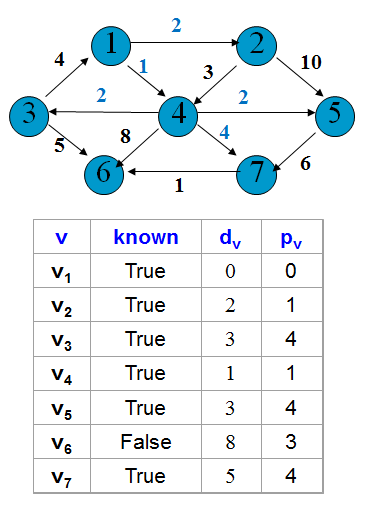 2
1 2
4 1 3 10
2 2
3 4 5
5 8 4 6
6 7
1
v known dv pv
v1 True 0 0
v2 True 2 1
v3 True 3 4
v4 True 1 1
v5 True 3 4
v6 False 8 3
v7 True 5 4